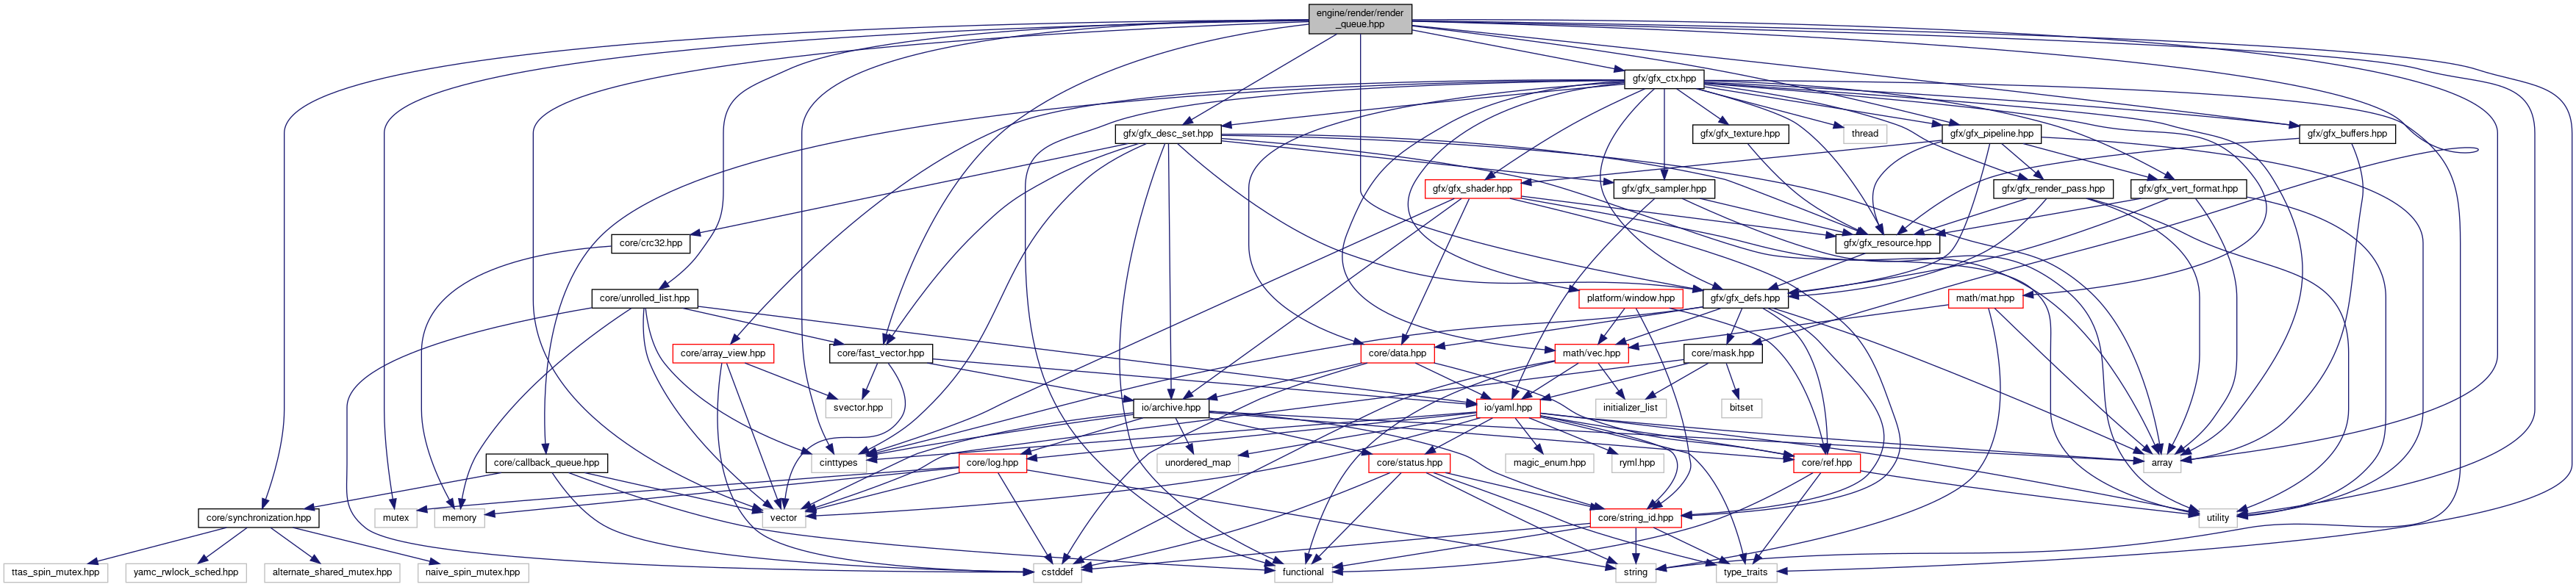 engine/render/render
_queue.hpp
gfx/gfx_ctx.hpp
gfx/gfx_desc_set.hpp
gfx/gfx_texture.hpp
thread
gfx/gfx_pipeline.hpp
gfx/gfx_buffers.hpp
gfx/gfx_shader.hpp
gfx/gfx_sampler.hpp
gfx/gfx_render_pass.hpp
gfx/gfx_vert_format.hpp
core/crc32.hpp
gfx/gfx_resource.hpp
core/unrolled_list.hpp
platform/window.hpp
gfx/gfx_defs.hpp
math/mat.hpp
core/array_view.hpp
core/fast_vector.hpp
core/data.hpp
math/vec.hpp
core/mask.hpp
svector.hpp
io/archive.hpp
io/yaml.hpp
initializer_list
bitset
core/callback_queue.hpp
cinttypes
core/log.hpp
unordered_map
core/status.hpp
magic_enum.hpp
ryml.hpp
core/ref.hpp
array
core/synchronization.hpp
mutex
memory
vector
core/string_id.hpp
utility
ttas_spin_mutex.hpp
yamc_rwlock_sched.hpp
alternate_shared_mutex.hpp
naive_spin_mutex.hpp
cstddef
functional
string
type_traits